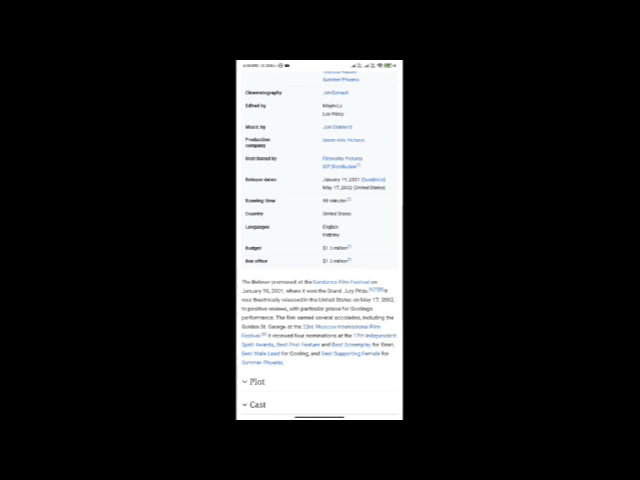 Summer Phoenix
Cinematography Jim Denault
Edited by Mayin Lo
Lee Percy
Music by Joel Diamond
Production company Seven Arts Pictures
Distributed by Fireworks Pictures
IDP Distribution
Release dates January 19, 2001 (Sundance)
May 17, 2002 (United States)
Running time minutes
Country United States
Languages English
Hebrew
Budget million
Box office million
The Believer premiered at the Sundance Film Festival on
January 19, 2001, where it won the Grand Jury Prize. It
was theatrically released in the United States on May 17, 2002,
to positive reviews, with particular praise for Gosling's
performance. The film earned several accolades, including the
Golden St. George at the 23rd Moscow International Film
Festival. It received four nominations at the 17th Independent
Spirit Awards, Best First Feature and Best Screenplay for Bean,
Best Male Lead for Gosling, and Best Supporting Female for
Summer Phoenix.
Plot
Cast